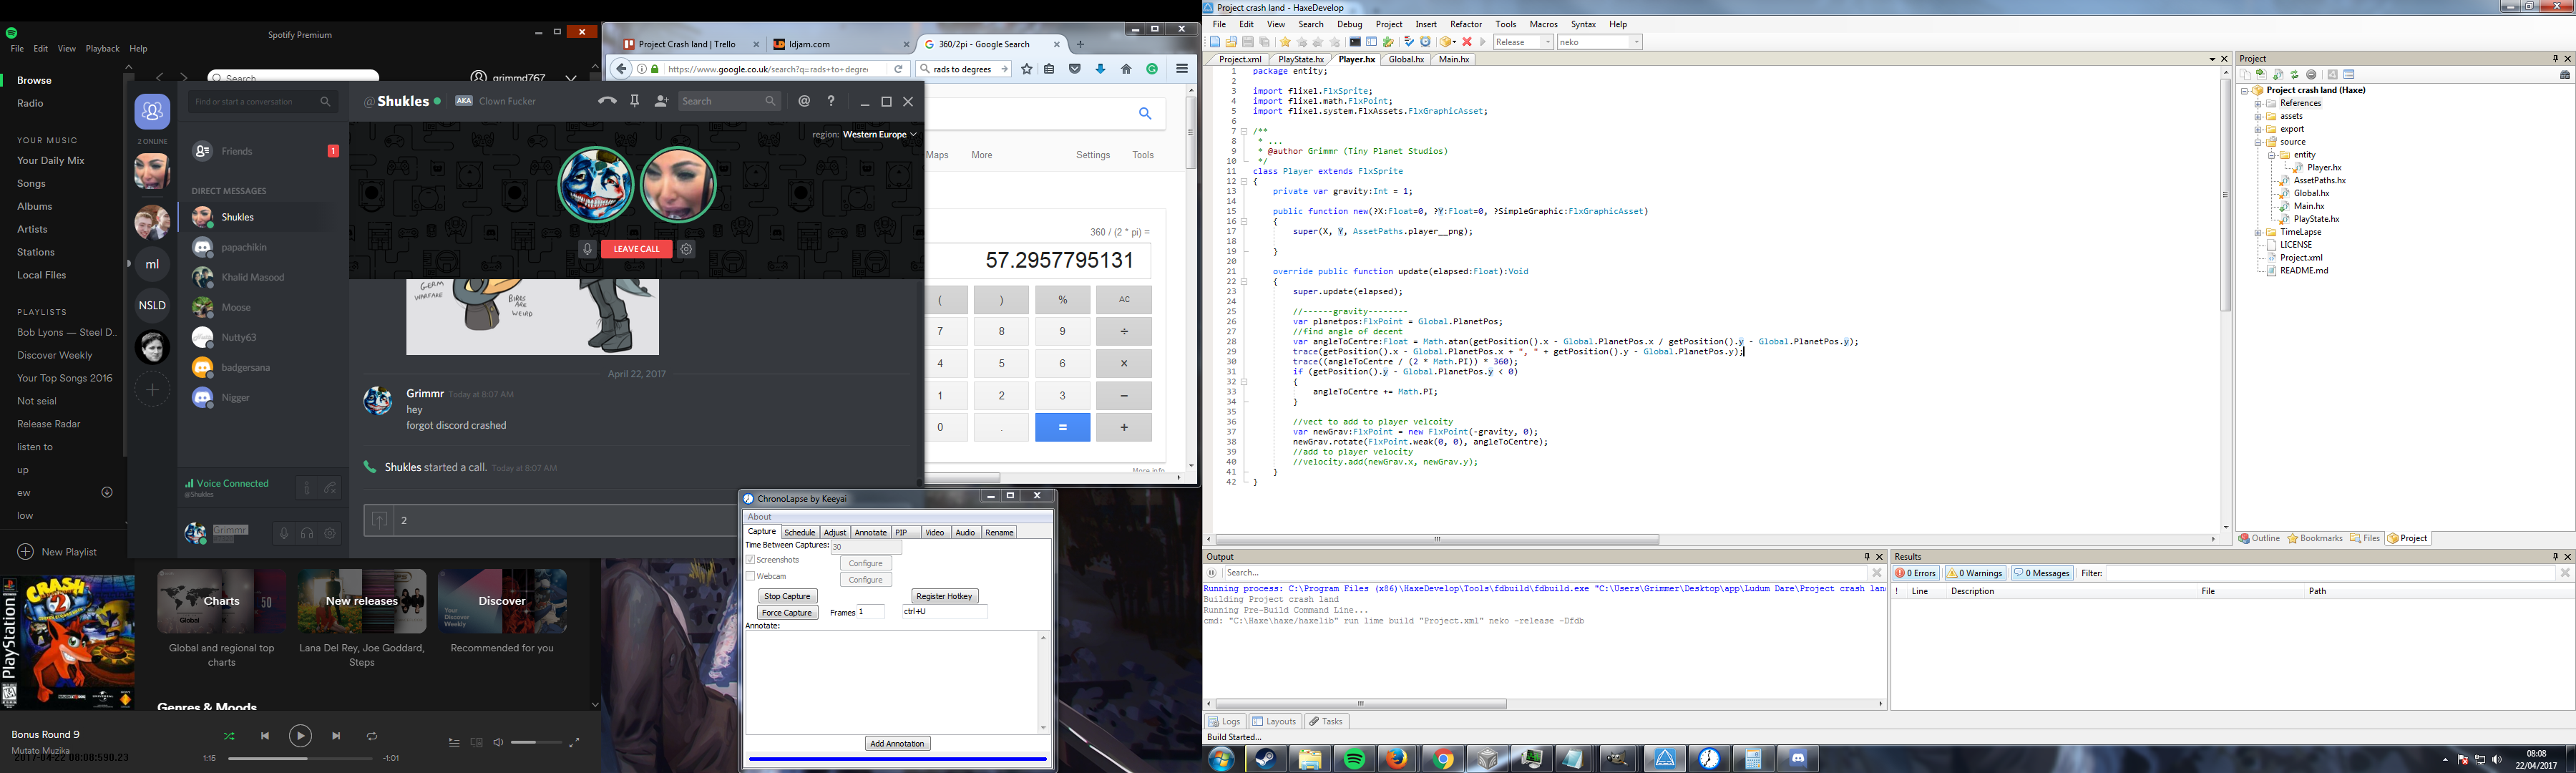 Spotify Premium
File Edit View Playback Help
Search
grimmd767
Browse
Radio
YOUR MUSIC
Your Daily Mix
Songs
Albums
Artists
Stations
Local Files
PLAYLISTS
Bob Lyons — Steel D..
Discover Weekly
Your Top Songs 2016
Not seial
Release Radar
listen to
up
ew
low
New Playlist
Charts
New releases
Discover
Global and regional top charts
Lana Del Rey, Joe Goddard, Steps
Recommended for you
Genres & Moods
PlayStation
CRASH
2
Bonus Round 9
Mutato Muzika
2017-04-22 08:08:590.23
1:15
-1:01
Find or start a conversation
2 ONLINE
ml
NSLD
Friends
1
DIRECT MESSAGES
Shukles
papachikin
Khalid Masood
Moose
Nutty63
badgersana
Nigger
Voice Connected
@Shukles
Grimmr
@Shukles
AKA Clown Fucker
Search
region: Western Europe
LEAVE CALL
GERM WARFARE
BIRDS ARE WEIRD
April 22, 2017
Grimmr Today at 8:07 AM
hey
forgot discord crashed
Shukles started a call. Today at 8:07 AM
2
Project Crash land | Trello
ldjam.com
360/2pi - Google Search
https://www.google.co.uk/search?q=rads+to+degre
rads to degrees
Maps More Settings Tools
360 / (2 * pi) =
57.2957795131
( ) % AC
7 8 9 ÷
4 5 6 ×
1 2 3 −
0 . = +
More info
ChronoLapse by Keeyai
About
Capture Schedule Adjust Annotate PIP Video Audio Rename
Time Between Captures: 30
Screenshots Configure
Webcam Configure
Stop Capture Register Hotkey
Force Capture Frames 1 ctrl+U
Annotate:
Add Annotation
Project crash land - HaxeDevelop
File Edit View Search Debug Project Insert Refactor Tools Macros Syntax Help
Release
neko
Project.xml PlayState.hx Player.hx Global.hx Main.hx
1 package entity;
2
3 import flixel.FlxSprite;
4 import flixel.math.FlxPoint;
5 import flixel.system.FlxAssets.FlxGraphicAsset;
6
7 /**
8 * ...
9 * @author Grimmr (Tiny Planet Studios)
10 */
11 class Player extends FlxSprite
12 {
13 private var gravity:Int = 1;
14
15 public function new(?X:Float=0, ?Y:Float=0, ?SimpleGraphic:FlxGraphicAsset)
16 {
17 super(X, Y, AssetPaths.player__png);
18
19 }
20
21 override public function update(elapsed:Float):Void
22 {
23 super.update(elapsed);
24
25 //------gravity--------
26 var planetpos:FlxPoint = Global.PlanetPos;
27 //find angle of decent
28 var angleToCentre:Float = Math.atan(getPosition().x - Global.PlanetPos.x / getPosition().y - Global.PlanetPos.y);
29 trace(getPosition().x - Global.PlanetPos.x + ", " + getPosition().y - Global.PlanetPos.y);
30 trace((angleToCentre / (2 * Math.PI)) * 360);
31 if (getPosition().y - Global.PlanetPos.y < 0)
32 {
33 angleToCentre += Math.PI;
34 }
35
36 //vect to add to player velcoity
37 var newGrav:FlxPoint = new FlxPoint(-gravity, 0);
38 newGrav.rotate(FlxPoint.weak(0, 0), angleToCentre);
39 //add to player velocity
40 //velocity.add(newGrav.x, newGrav.y);
41 }
42 }
Project
Project crash land (Haxe)
References
assets
export
source
entity
Player.hx
AssetPaths.hx
Global.hx
Main.hx
PlayState.hx
TimeLapse
LICENSE
Project.xml
README.md
Outline Bookmarks Files Project
Output
Search...
Running process: C:\Program Files (x86)\HaxeDevelop\Tools\fdbuild\fdbuild.exe "C:\Users\Grimmer\Desktop\app\Ludum Dare\Project crash lan
Building Project crash land
Running Pre-Build Command Line...
cmd: "C:\Haxe\haxe/haxelib" run lime build "Project.xml" neko -release -Dfdb
Results
0 Errors 0 Warnings 0 Messages Filter:
! Line Description File Path
Logs Layouts Tasks
Build Started...
08:08
22/04/2017